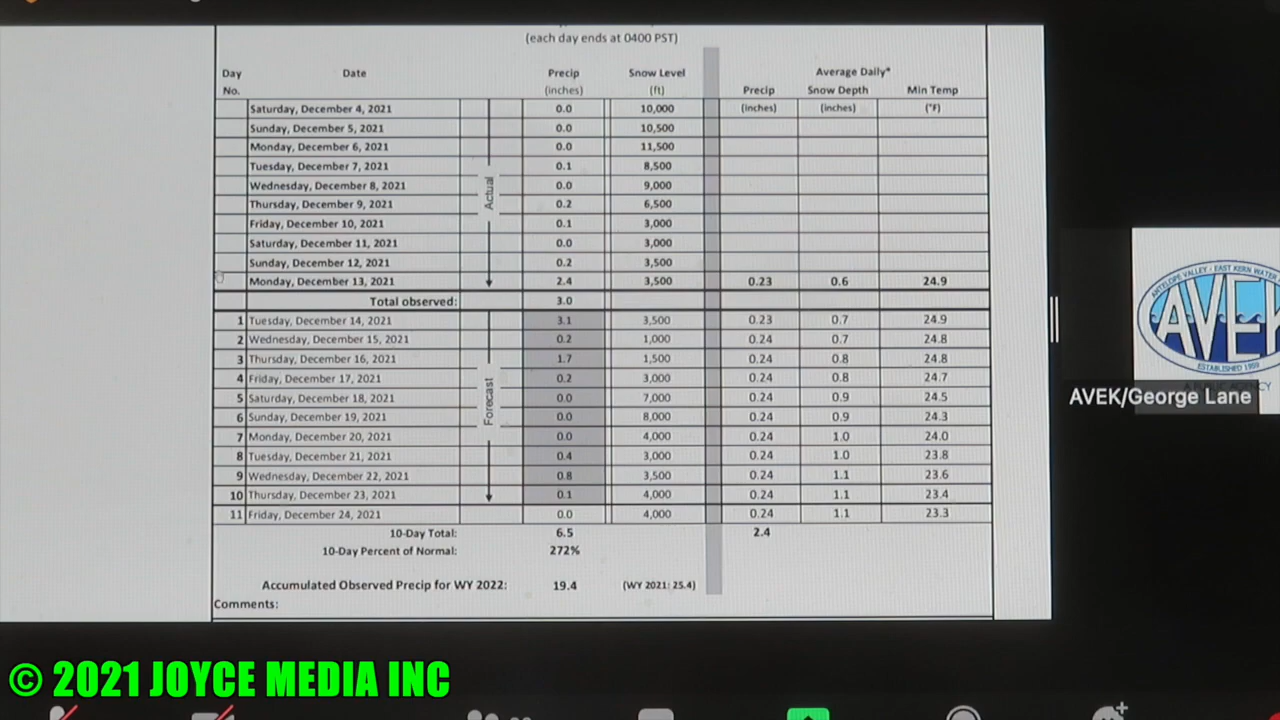 (each day ends at 0400 PST)
Average Daily*
Day Date Precip Snow Level Precip Snow Depth Min Temp
No. (inches) (ft) (inches) (inches) (°F)
Saturday, December 4, 2021 0.0 10,000
Sunday, December 5, 2021 0.0 10,500
Monday, December 6, 2021 0.0 11,500
Tuesday, December 7, 2021 0.1 8,500
Wednesday, December 8, 2021 0.0 9,000
Thursday, December 9, 2021 0.2 6,500
Friday, December 10, 2021 0.1 3,000
Saturday, December 11, 2021 0.0 3,000
Sunday, December 12, 2021 0.2 3,500
Monday, December 13, 2021 2.4 3,500 0.23 0.6 24.9
Actual
Total observed: 3.0
1 Tuesday, December 14, 2021 3.1 3,500 0.23 0.7 24.9
2 Wednesday, December 15, 2021 0.2 1,000 0.24 0.7 24.8
3 Thursday, December 16, 2021 1.7 1,500 0.24 0.8 24.8
4 Friday, December 17, 2021 0.2 3,000 0.24 0.8 24.7
5 Saturday, December 18, 2021 0.0 7,000 0.24 0.9 24.5
6 Sunday, December 19, 2021 0.0 8,000 0.24 0.9 24.3
7 Monday, December 20, 2021 0.0 4,000 0.24 1.0 24.0
8 Tuesday, December 21, 2021 0.4 3,000 0.24 1.0 23.8
9 Wednesday, December 22, 2021 0.8 3,500 0.24 1.1 23.6
10 Thursday, December 23, 2021 0.1 4,000 0.24 1.1 23.4
11 Friday, December 24, 2021 0.0 4,000 0.24 1.1 23.3
Forecast
10-Day Total: 6.5 2.4
10-Day Percent of Normal: 272%
Accumulated Observed Precip for WY 2022: 19.4 (WY 2021: 25.4)
Comments:
ANTELOPE VALLEY - EAST KERN WATER
AVEK
ESTABLISHED 1959
AVEK/George Lane
© 2021 JOYCE MEDIA INC